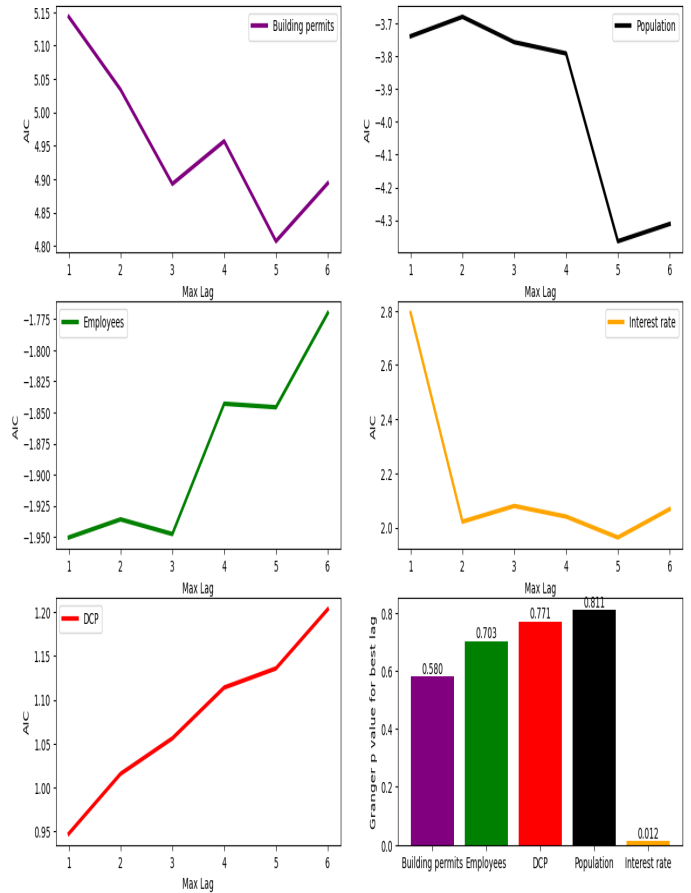 Building permits
5.15
5.10
5.05
5.00
4.95
4.90
4.85
4.80
AIC
1 2 3 4 5 6
Max Lag
Population
−3.7
−3.8
−3.9
−4.0
−4.1
−4.2
−4.3
AIC
1 2 3 4 5 6
Max Lag
Employees
−1.775
−1.800
−1.825
−1.850
−1.875
−1.900
−1.925
−1.950
AIC
1 2 3 4 5 6
Max Lag
Interest rate
2.8
2.6
2.4
2.2
2.0
AIC
1 2 3 4 5 6
Max Lag
DCP
1.20
1.15
1.10
1.05
1.00
0.95
AIC
1 2 3 4 5 6
Max Lag
0.8
0.6
0.4
0.2
0.0
Granger p value for best lag
0.580
0.703
0.771
0.811
0.012
Building permits Employees DCP Population Interest rate